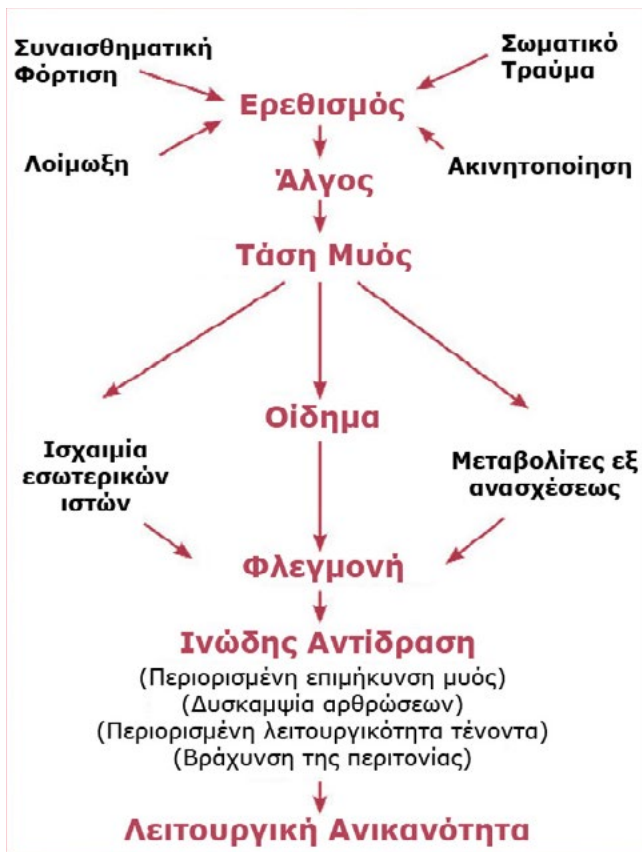 Συναισθηματική
Φόρτιση
Σωματικό
Τραύμα
Ερεθισμός
Λοίμωξη
Ακινητοποίηση
Άλγος
Τάση Μυός
Οίδημα
Ισχαιμία
εσωτερικών
ιστών
Μεταβολίτες εξ
ανασχέσεως
Φλεγμονή
Ινώδης Αντίδραση
(Περιορισμένη επιμήκυνση μυός)
(Δυσκαμψία αρθρώσεων)
(Περιορισμένη λειτουργικότητα τένοντα)
(Βράχυνση της περιτονίας)
Λειτουργική Ανικανότητα